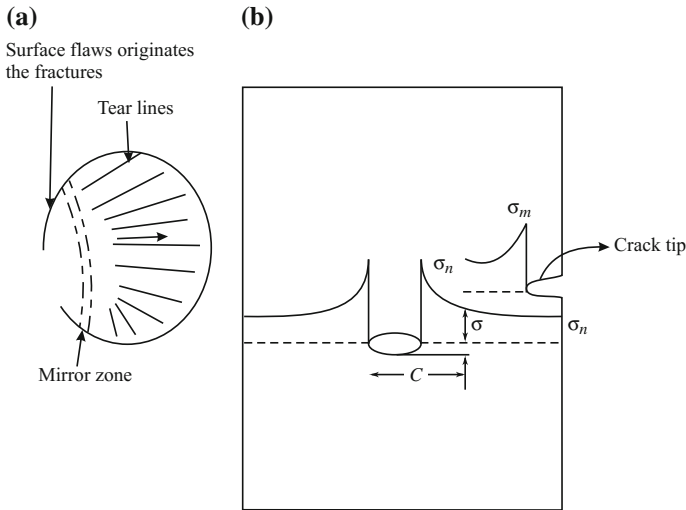 (a)
Surface flaws originates
the fractures
Tear lines
Mirror zone
(b)
σm
σn
Crack tip
σ
σn
C